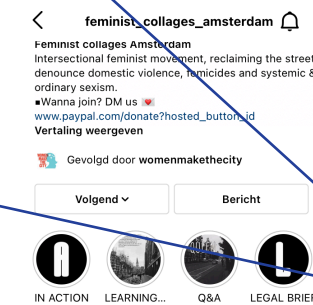 feminist_collages_amsterdam
Feminist collages Amsterdam
Intersectional feminist movement, reclaiming the street
denounce domestic violence, femicides and systemic &
ordinary sexism.
▪Wanna join? DM us 💌
www.paypal.com/donate?hosted_button_id
Vertaling weergeven
Gevolgd door womenmakethecity
Volgend
Bericht
IN ACTION LEARNING... Q&A LEGAL BRIEF